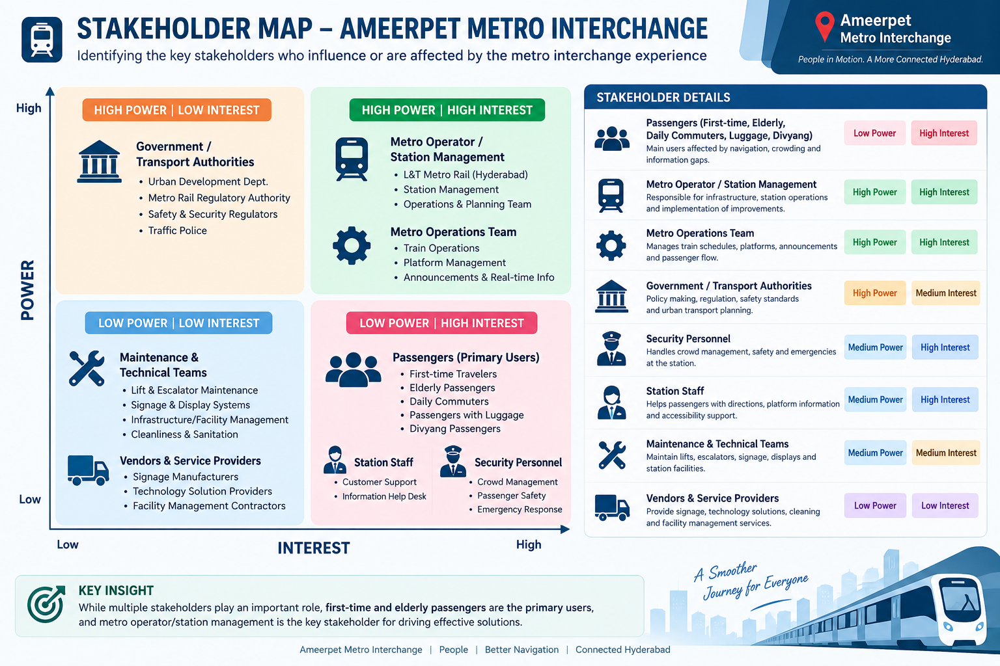 STAKEHOLDER MAP – AMEERPET METRO INTERCHANGE
Identifying the key stakeholders who influence or are affected by the metro interchange experience
Ameerpet
Metro Interchange
People in Motion. A More Connected Hyderabad.
High
POWER
Low
HIGH POWER | LOW INTEREST
Government /
Transport Authorities
• Urban Development Dept.
• Metro Rail Regulatory Authority
• Safety & Security Regulators
• Traffic Police
HIGH POWER | HIGH INTEREST
Metro Operator /
Station Management
• L&T Metro Rail (Hyderabad)
• Station Management
• Operations & Planning Team
Metro Operations Team
• Train Operations
• Platform Management
• Announcements & Real-time Info
LOW POWER | LOW INTEREST
Maintenance &
Technical Teams
• Lift & Escalator Maintenance
• Signage & Display Systems
• Infrastructure/Facility Management
• Cleanliness & Sanitation
Vendors & Service Providers
• Signage Manufacturers
• Technology Solution Providers
• Facility Management Contractors
LOW POWER | HIGH INTEREST
Passengers (Primary Users)
• First-time Travelers
• Elderly Passengers
• Daily Commuters
• Passengers with Luggage
• Divyang Passengers
Station Staff
• Customer Support
• Information Help Desk
Security Personnel
• Crowd Management
• Passenger Safety
• Emergency Response
Low
INTEREST
High
STAKEHOLDER DETAILS
Passengers (First-time, Elderly,
Daily Commuters, Luggage, Divyang)
Main users affected by navigation, crowding and
information gaps.
Low Power
High Interest
Metro Operator / Station Management
Responsible for infrastructure, station operations
and implementation of improvements.
High Power
High Interest
Metro Operations Team
Manages train schedules, platforms, announcements
and passenger flow.
High Power
High Interest
Government / Transport Authorities
Policy making, regulation, safety standards
and urban transport planning.
High Power
Medium Interest
Security Personnel
Handles crowd management, safety and emergencies
at the station.
Medium Power
High Interest
Station Staff
Helps passengers with directions, platform information
and accessibility support.
Medium Power
High Interest
Maintenance & Technical Teams
Maintain lifts, escalators, signage, displays and
station facilities.
Medium Power
Medium Interest
Vendors & Service Providers
Provide signage, technology solutions, cleaning
and facility management services.
Low Power
Low Interest
KEY INSIGHT
While multiple stakeholders play an important role, first-time and elderly passengers are the primary users,
and metro operator/station management is the key stakeholder for driving effective solutions.
A Smoother
Journey for Everyone
Ameerpet Metro Interchange | People | Better Navigation | Connected Hyderabad